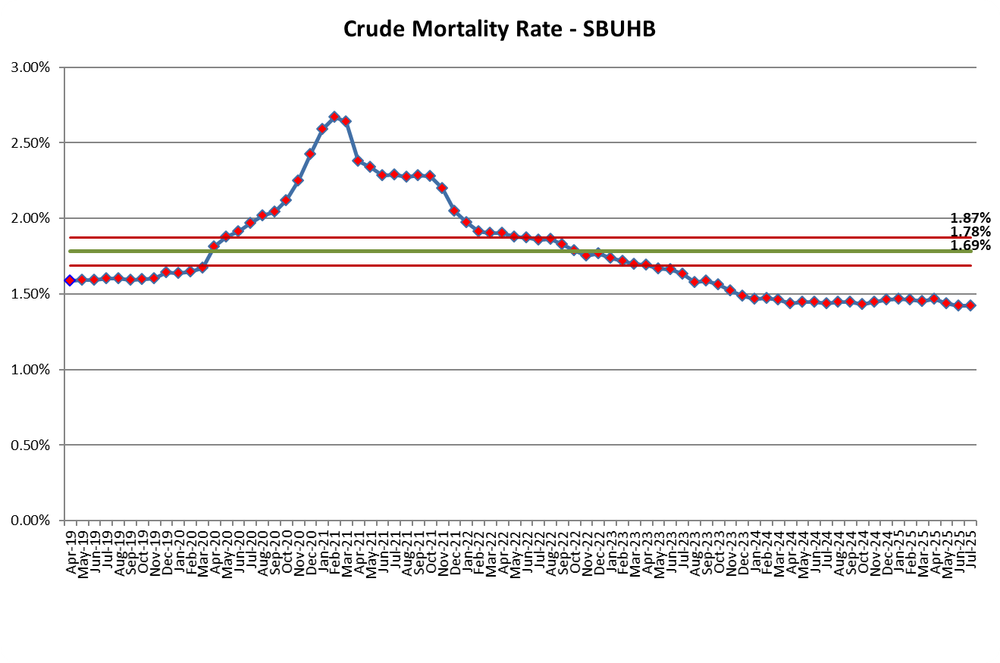 Crude Mortality Rate - SBUHB
3.00%
2.50%
2.00%
1.50%
1.00%
0.50%
0.00%
1.87%
1.78%
1.69%
Apr-19
May-19
Jun-19
Jul-19
Aug-19
Sep-19
Oct-19
Nov-19
Dec-19
Jan-20
Feb-20
Mar-20
Apr-20
May-20
Jun-20
Jul-20
Aug-20
Sep-20
Oct-20
Nov-20
Dec-20
Jan-21
Feb-21
Mar-21
Apr-21
May-21
Jun-21
Jul-21
Aug-21
Sep-21
Oct-21
Nov-21
Dec-21
Jan-22
Feb-22
Mar-22
Apr-22
May-22
Jun-22
Jul-22
Aug-22
Sep-22
Oct-22
Nov-22
Dec-22
Jan-23
Feb-23
Mar-23
Apr-23
May-23
Jun-23
Jul-23
Aug-23
Sep-23
Oct-23
Nov-23
Dec-23
Jan-24
Feb-24
Mar-24
Apr-24
May-24
Jun-24
Jul-24
Aug-24
Sep-24
Oct-24
Nov-24
Dec-24
Jan-25
Feb-25
Mar-25
Apr-25
May-25
Jun-25
Jul-25